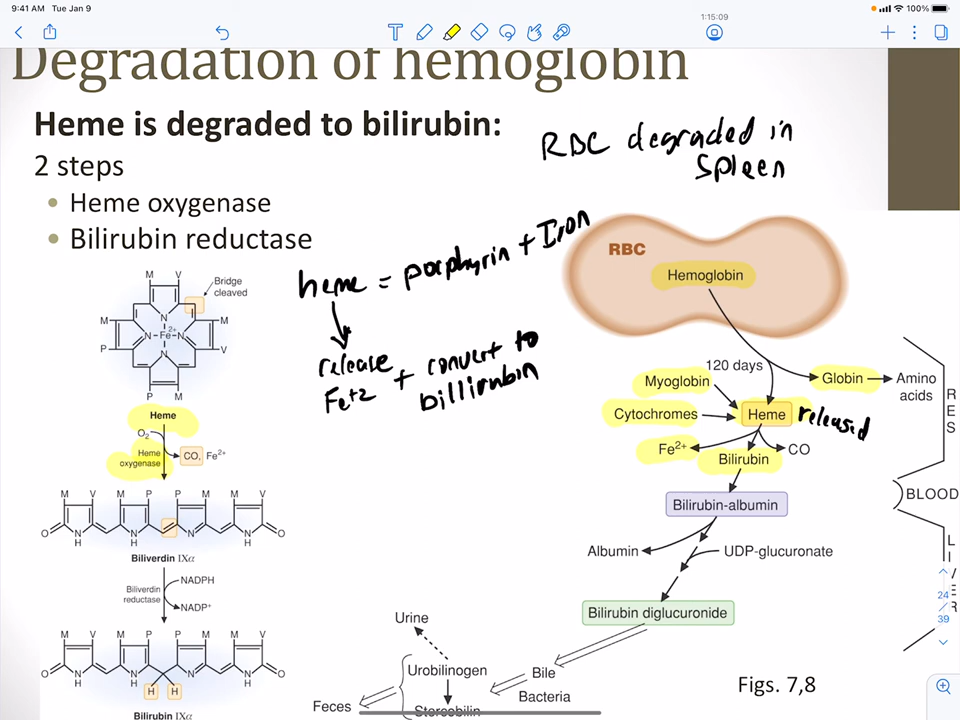 9:41 AM Tue Jan 9
1:15:09
100%
Degradation of hemoglobin
Heme is degraded to bilirubin:
2 steps
• Heme oxygenase
• Bilirubin reductase
RBC degraded in
Spleen
heme = porphyrin + Iron
release
Fe+2
+ convert to
billirubin
M V
Bridge
cleaved
M M
N
N Fe2+ N
N
P V
P M
Heme
O2
Heme
oxygenase
CO, Fe2+
M V M P P M M V
O N H N H N N H O
Biliverdin IXα
Biliverdin
reductase
NADPH
NADP+
M V M P P M M V
O N H N H H H N H N H O
Bilirubin IXα
RBC
Hemoglobin
120 days
Globin
Amino
acids
Myoglobin
Cytochromes
Heme
released
Fe2+
CO
Bilirubin
Bilirubin-albumin
Albumin
UDP-glucuronate
Bilirubin diglucuronide
Urine
Urobilinogen
Stercobilin
Bile
Bacteria
Feces
Figs. 7,8
RES
BLOOD
LIVER
24
39